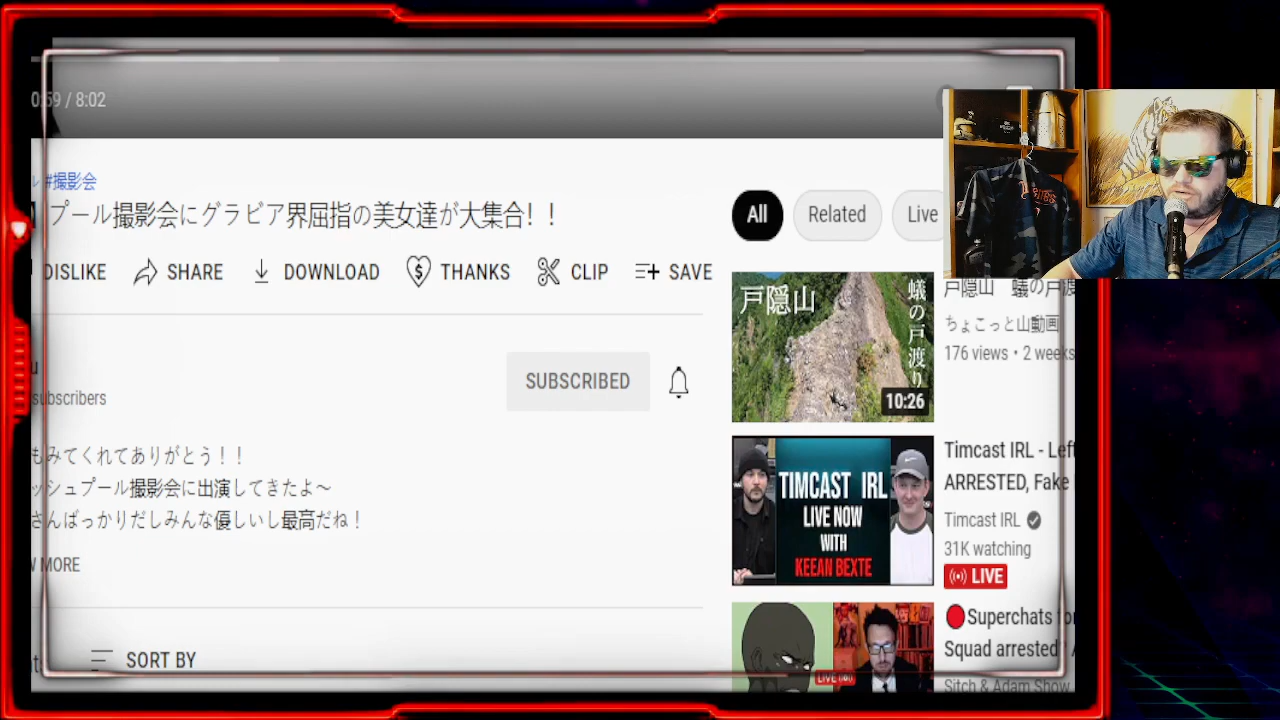 0:59 / 8:02
#撮影会
プール撮影会にグラビア界屈指の美女達が大集合！！
DISLIKE SHARE DOWNLOAD THANKS CLIP SAVE
subscribers
SUBSCRIBED
もみてくれてありがとう！！
ッシュプール撮影会に出演してきたよ〜
さんばっかりだしみんな優しいし最高だね！
MORE
SORT BY
All Related Live
戸隠山
蟻の戸渡り
10:26
戸隠山 蟻の戸渡
ちょこっと山動画
176 views • 2 weeks
TIMCAST IRL
LIVE NOW
WITH
KEEAN BEXTE
Timcast IRL - Left
ARRESTED, Fake
Timcast IRL
31K watching
LIVE
LIVE
Superchats for
Squad arrested
Sitch & Adam Show